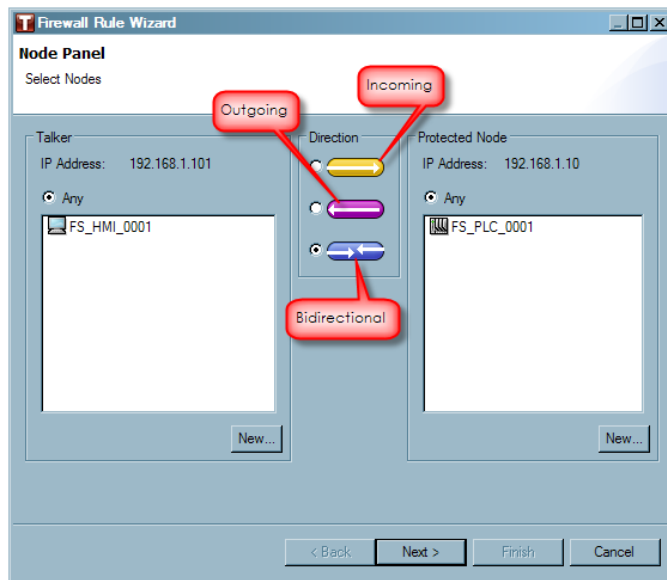 Firewall Rule Wizard
Node Panel
Select Nodes
Incoming
Outgoing
Talker
IP Address: 192.168.1.101
Any
FS_HMI_0001
New...
Direction
Bidirectional
Protected Node
IP Address: 192.168.1.10
Any
FS_PLC_0001
New...
< Back
Next >
Finish
Cancel